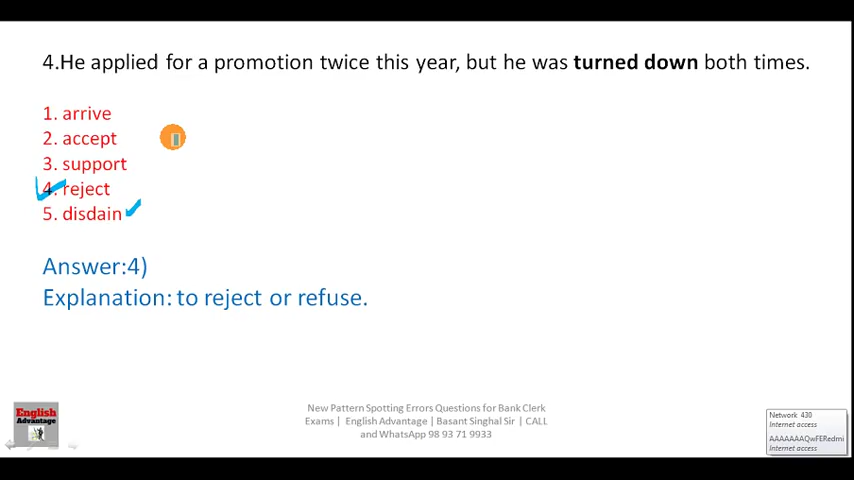 4.He applied for a promotion twice this year, but he was turned down both times.
1. arrive
2. accept
3. support
4. reject
5. disdain
Answer:4)
Explanation: to reject or refuse.
English
Advantage
New Pattern Spotting Errors Questions for Bank Clerk
Exams | English Advantage | Basant Singhal Sir | CALL
and WhatsApp 98 93 71 9933
Network 430
Internet access
AAAAAAAQwFERedmi
Internet access